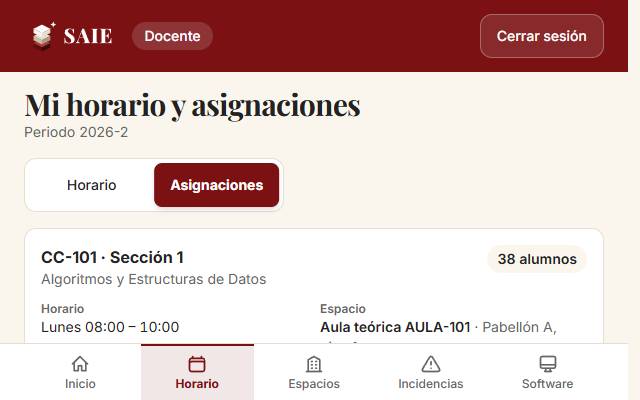 SAIE
Docente
Cerrar sesión
Mi horario y asignaciones
Periodo 2026-2
Horario
Asignaciones
CC-101 · Sección 1
38 alumnos
Algoritmos y Estructuras de Datos
Horario
Espacio
Lunes 08:00 – 10:00
Aula teórica AULA-101 · Pabellón A,
Inicio
Horario
Espacios
Incidencias
Software